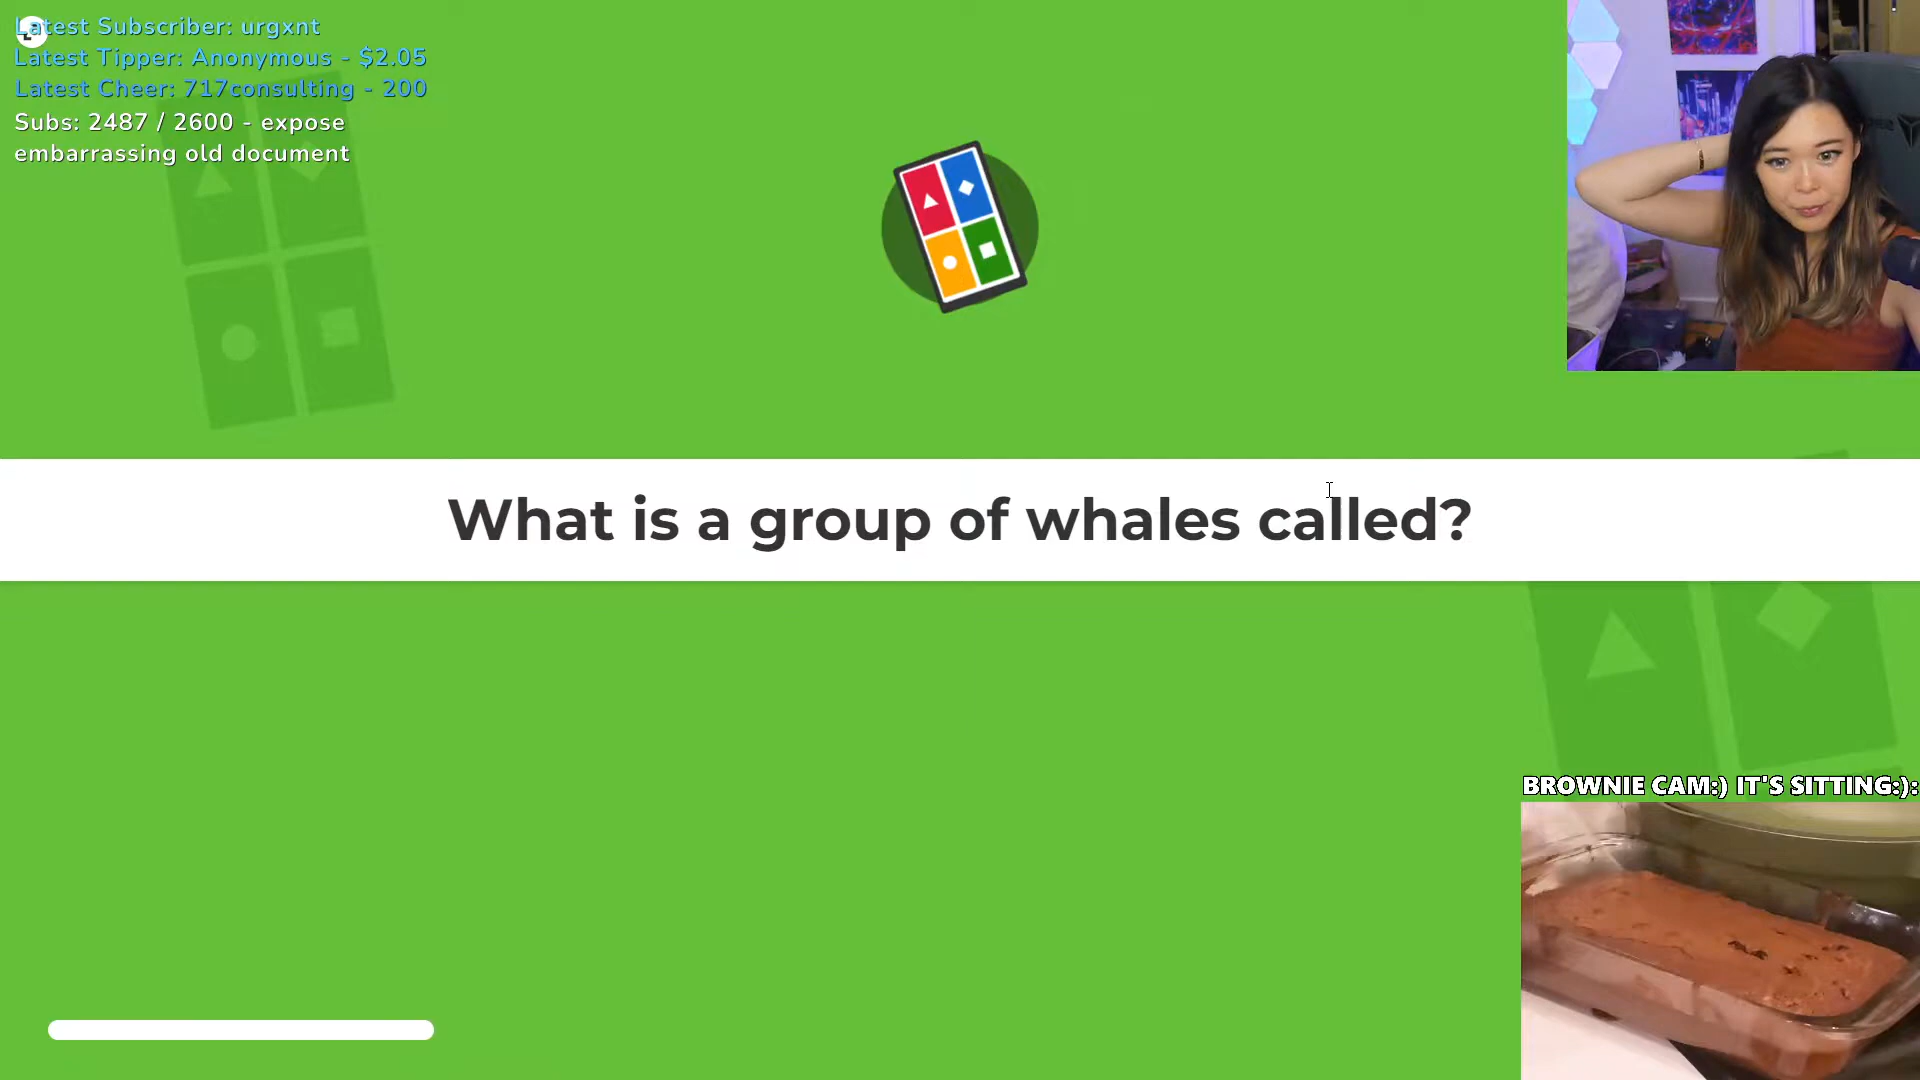 Latest Subscriber: urgxnt
Latest Tipper: Anonymous - $2.05
Latest Cheer: 717consulting - 200
Subs: 2487 / 2600 - expose
embarrassing old document
What is a group of whales called?
BROWNIE CAM:) IT'S SITTING:):